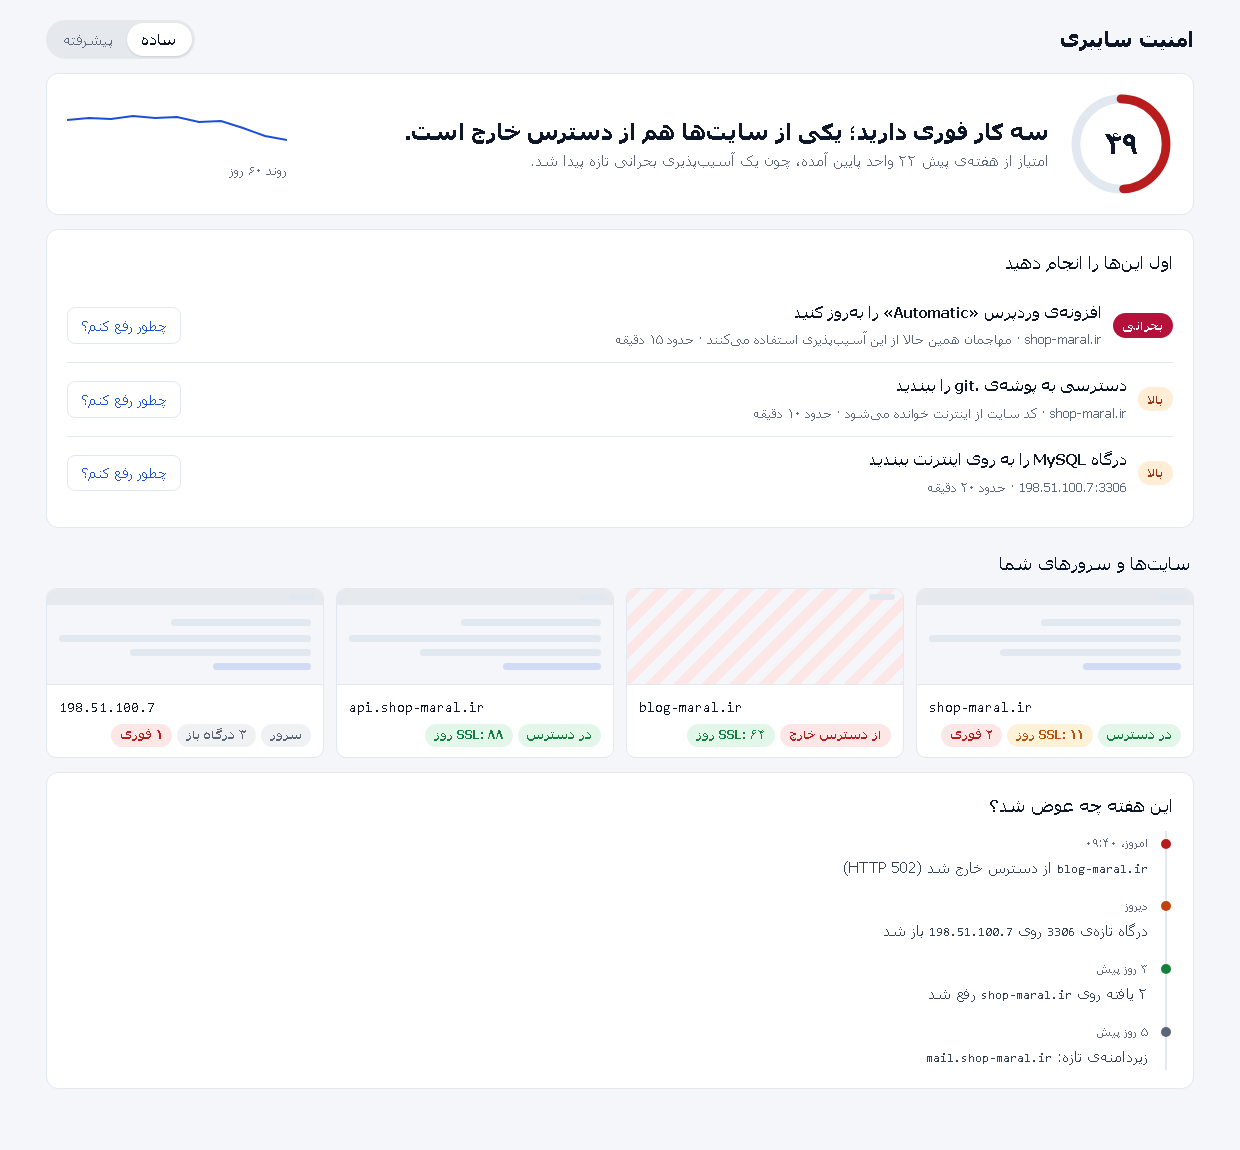 امنیت سایبری
ساده
پیشرفته
۴۹
سه کار فوری دارید؛ یکی از سایت‌ها هم از دسترس خارج است.
امتیاز از هفته‌ی پیش ۲۲ واحد پایین آمده، چون یک آسیب‌پذیری بحرانی تازه پیدا شد.
روند ۶۰ روز
اول این‌ها را انجام دهید
بحرانی
افزونه‌ی وردپرس «Automatic» را به‌روز کنید
shop-maral.ir · مهاجمان همین حالا از این آسیب‌پذیری استفاده می‌کنند · حدود ۱۵ دقیقه
چطور رفع کنم؟
بالا
دسترسی به پوشه‌ی .git را ببندید
shop-maral.ir · کد سایت از اینترنت خوانده می‌شود · حدود ۱۰ دقیقه
چطور رفع کنم؟
بالا
درگاه MySQL را به روی اینترنت ببندید
198.51.100.7:3306 · حدود ۲۰ دقیقه
چطور رفع کنم؟
سایت‌ها و سرورهای شما
shop-maral.ir
در دسترس
SSL: ۱۱ روز
۲ فوری
blog-maral.ir
از دسترس خارج
SSL: ۶۴ روز
api.shop-maral.ir
در دسترس
SSL: ۸۸ روز
198.51.100.7
سرور
۳ درگاه باز
۱ فوری
این هفته چه عوض شد؟
امروز، ۰۹:۴۰
blog-maral.ir از دسترس خارج شد (HTTP 502)
دیروز
درگاه تازه‌ی 3306 روی 198.51.100.7 باز شد
۳ روز پیش
۲ یافته روی shop-maral.ir رفع شد
۵ روز پیش
زیردامنه‌ی تازه: mail.shop-maral.ir